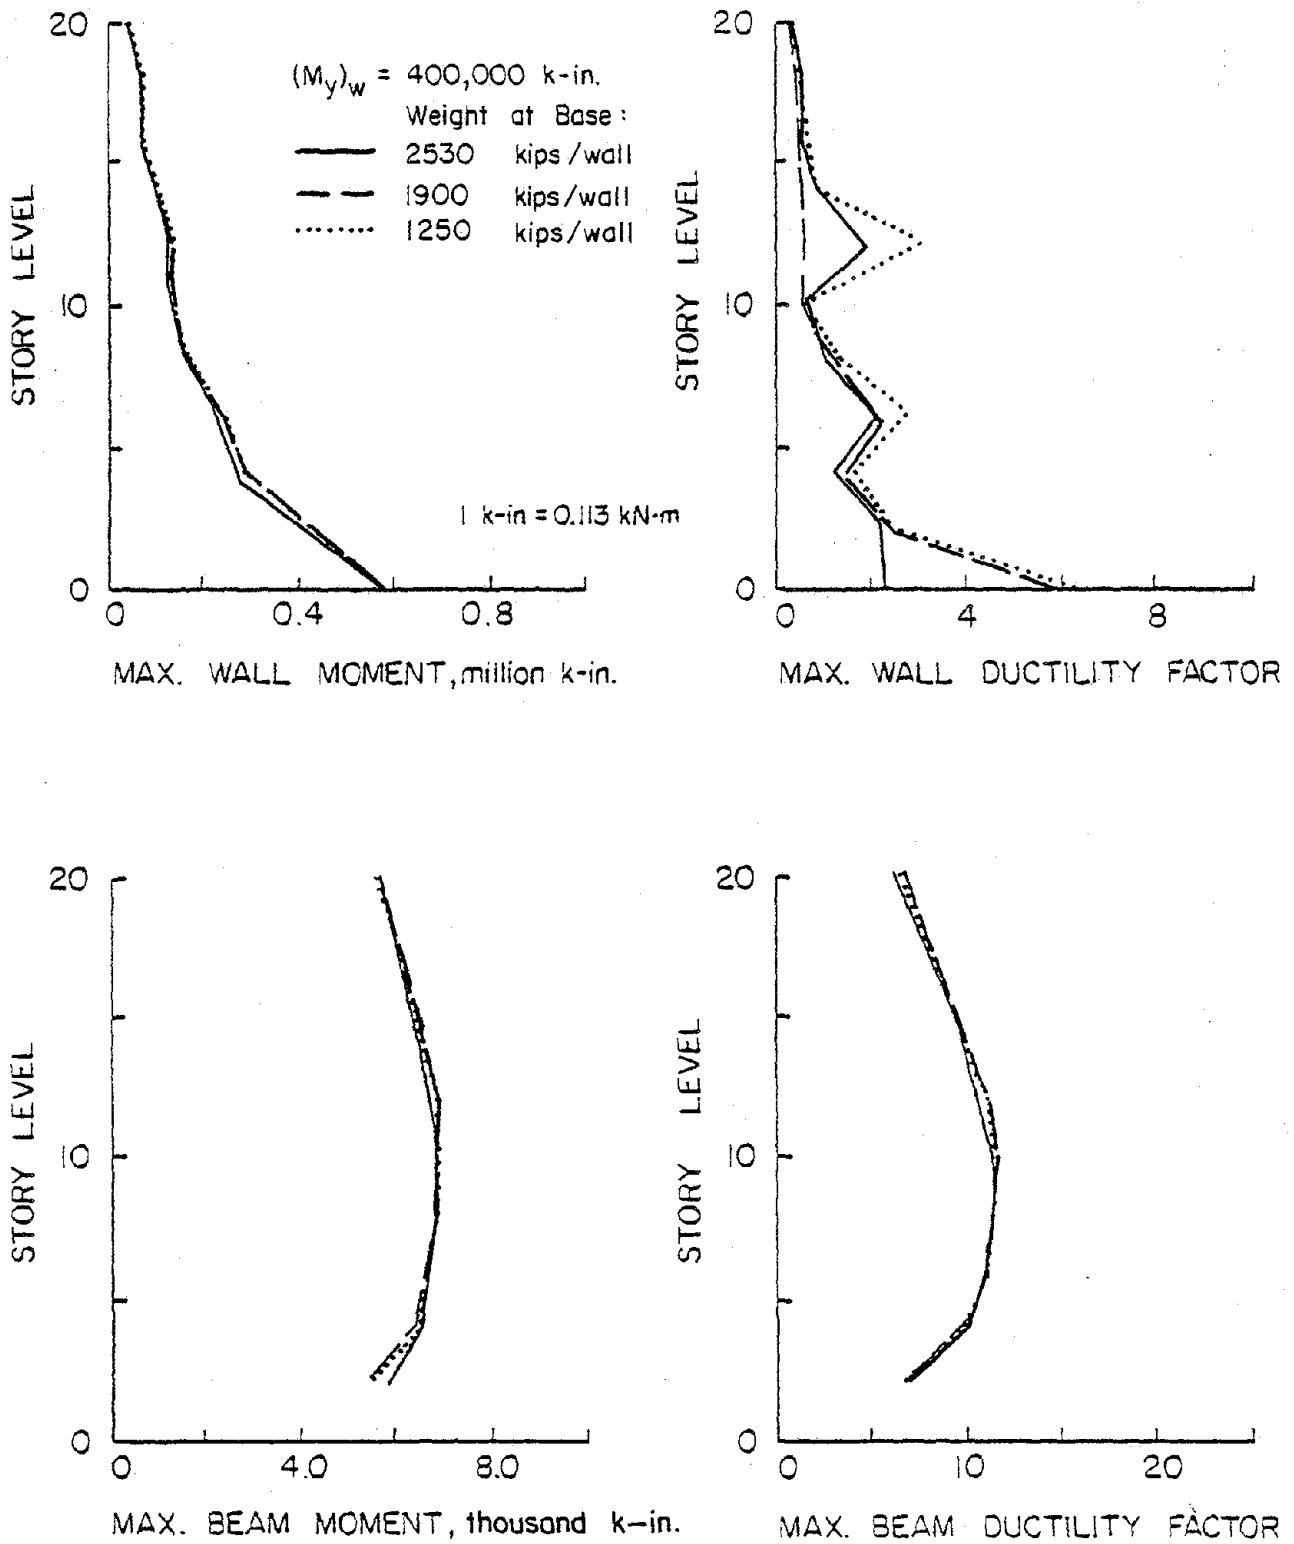 20
10
0
STORY LEVEL
(My)w = 400,000 k-in.
Weight at Base:
2530 kips/wall
1900 kips/wall
1250 kips/wall
1 k-in = 0.113 kN·m
0 0.4 0.8
MAX. WALL MOMENT, million k-in.
20
10
0
STORY LEVEL
0 4 8
MAX. WALL DUCTILITY FACTOR
20
10
0
STORY LEVEL
0 4.0 8.0
MAX. BEAM MOMENT, thousand k-in.
20
10
0
STORY LEVEL
0 10 20
MAX. BEAM DUCTILITY FACTOR